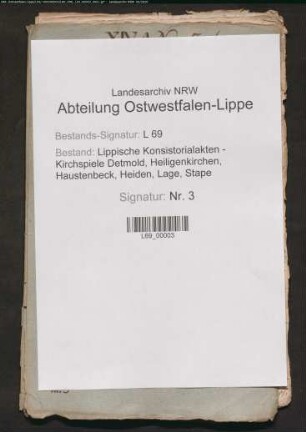 Landesarchiv NRW
Abteilung Ostwestfalen-Lippe
Bestands-Signatur: L 69
Bestand: Lippische Konsistorialakten -
Kirchspiele Detmold, Heiligenkirchen,
Haustenbeck, Heiden, Lage, Stape
Signatur: Nr. 3
L69_00003